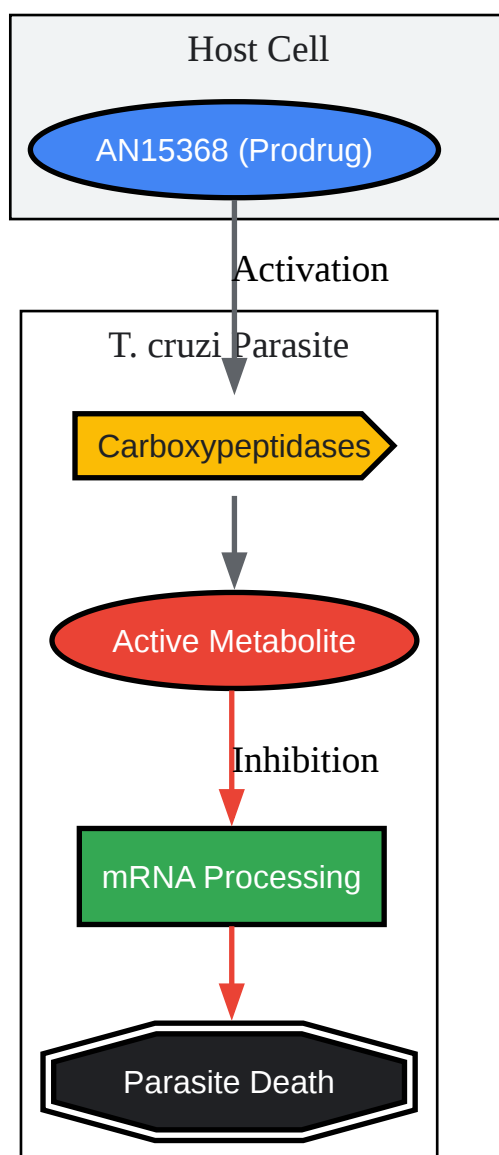 Host Cell
AN15368 (Prodrug)
Activation
T. cruzi Parasite
Carboxypeptidases
Active Metabolite
Inhibition
mRNA Processing
Parasite Death